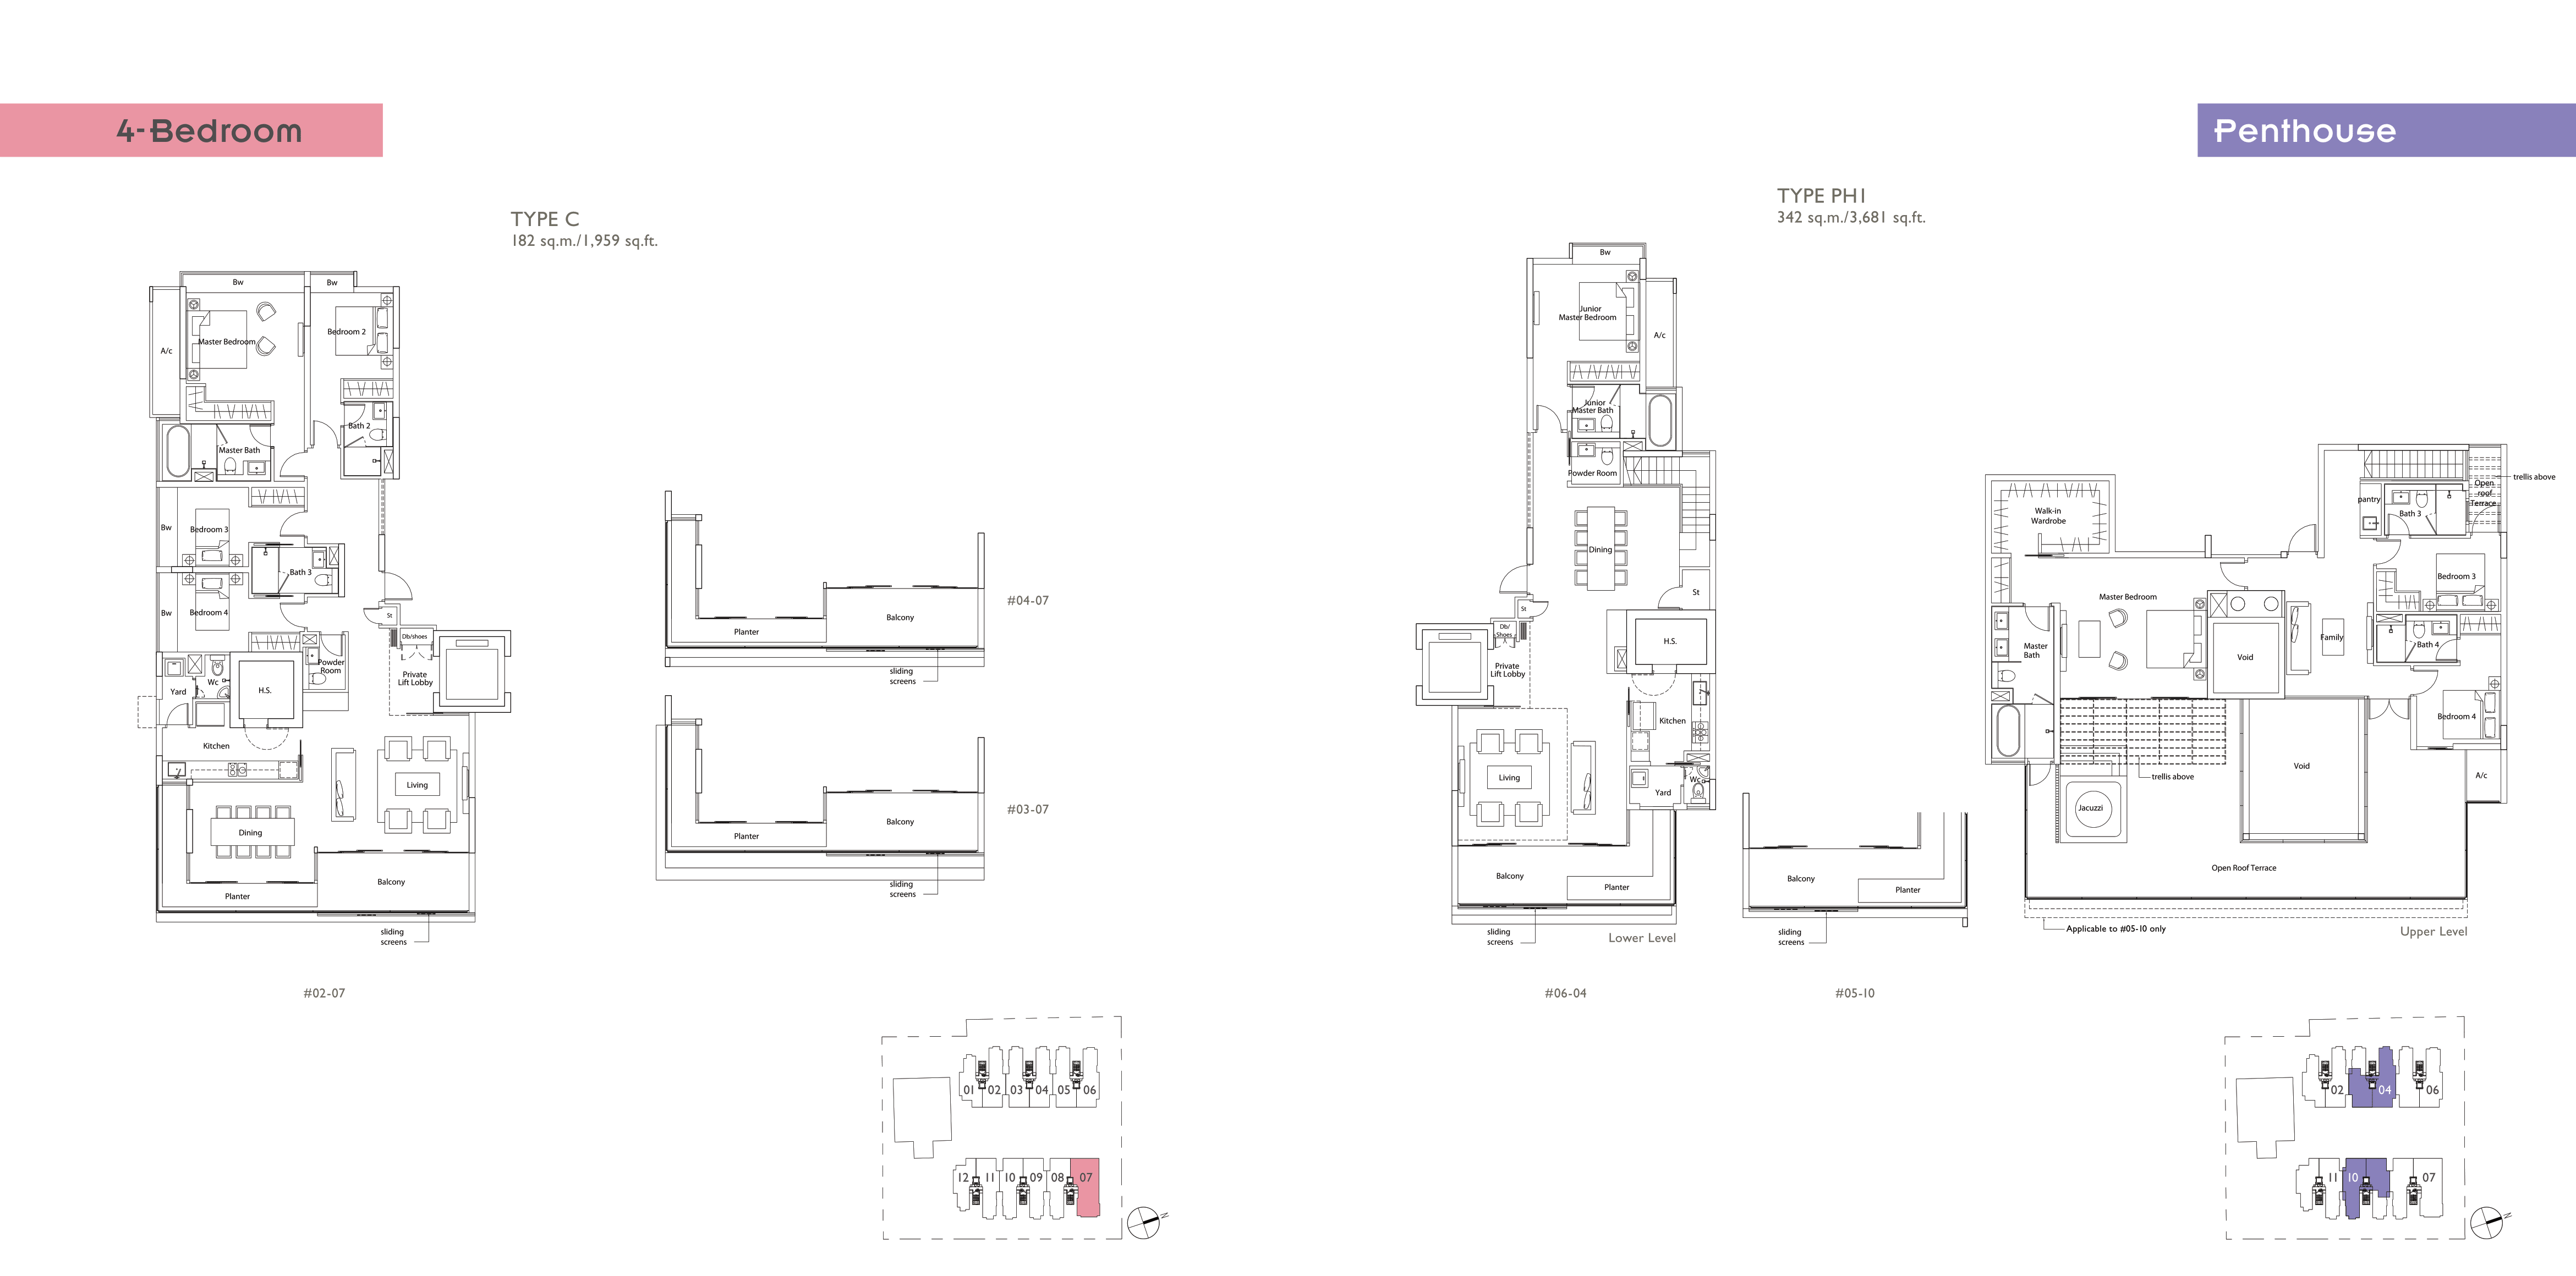 4-Bedroom
TYPE C
182 sq.m./1,959 sq.ft.
Bw
Bw
Bedroom 2
Master Bedroom
A/c
Bath 2
Master Bath
Bw
Bedroom 3
Bath 3
Bw
Bedroom 4
St
Db/shoes
Powder
Room
Private
Lift Lobby
Wc
Yard
H.S.
Kitchen
Living
Dining
Balcony
Planter
sliding
screens
#02-07
#04-07
Balcony
Planter
sliding
screens
#03-07
Balcony
Planter
sliding
screens
01 02 03 04 05 06
12 11 10 09 08 07
N
Penthouse
TYPE PH1
342 sq.m./3,681 sq.ft.
Bw
Junior
Master Bedroom
A/c
Junior
Master Bath
Powder Room
Dining
St
St
Db/
Shoes
H.S.
Private
Lift Lobby
Kitchen
Living
Wc
Yard
Balcony
Planter
sliding
screens
Lower Level
#06-04
Balcony
Planter
sliding
screens
#05-10
trellis above
Open
roof
Terrace
pantry
Bath 3
Walk-in
Wardrobe
Bedroom 3
Master Bedroom
Family
Bath 4
Master
Bath
Void
Bedroom 4
Void
A/c
trellis above
Jacuzzi
Open Roof Terrace
Applicable to #05-10 only
Upper Level
02 04 06
11 10 07
N